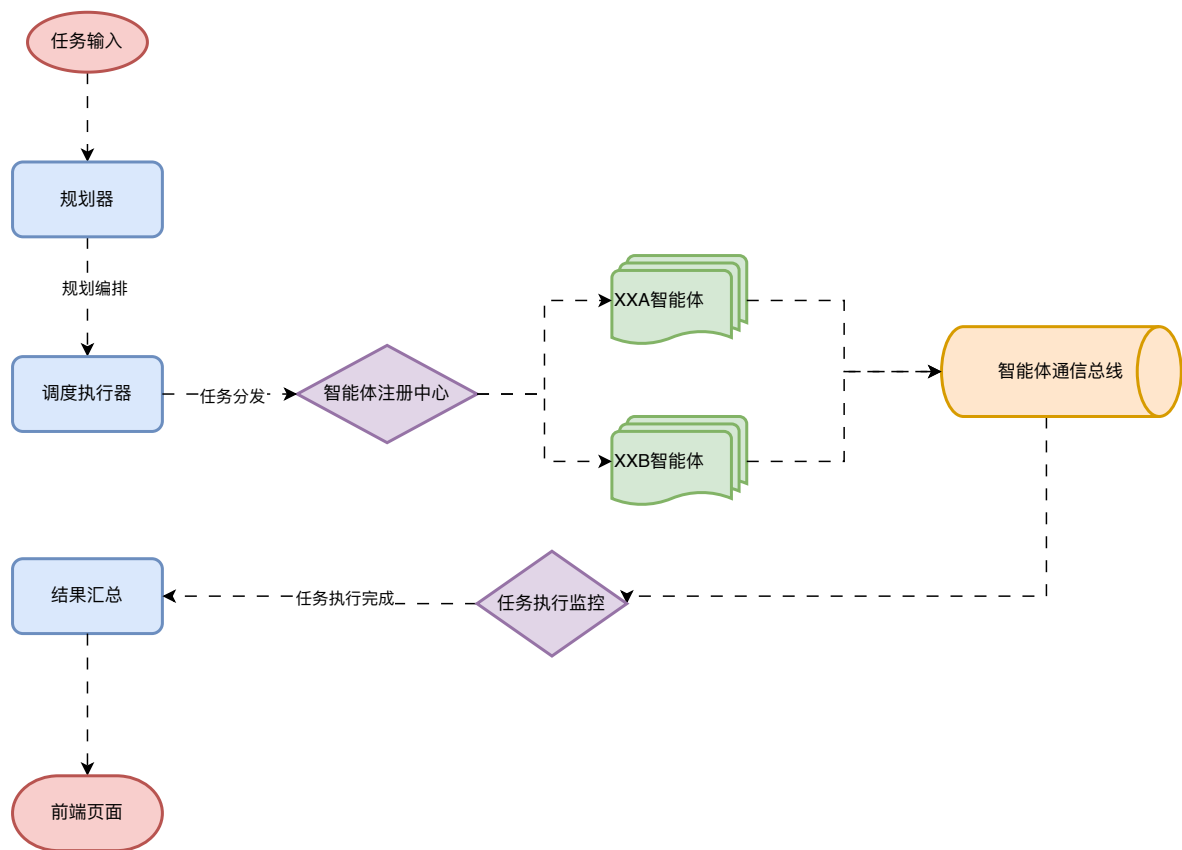 任务输入
规划器
规划编排
调度执行器
任务分发
智能体注册中心
XXA智能体
XXB智能体
智能体通信总线
任务执行监控
任务执行完成
结果汇总
前端页面